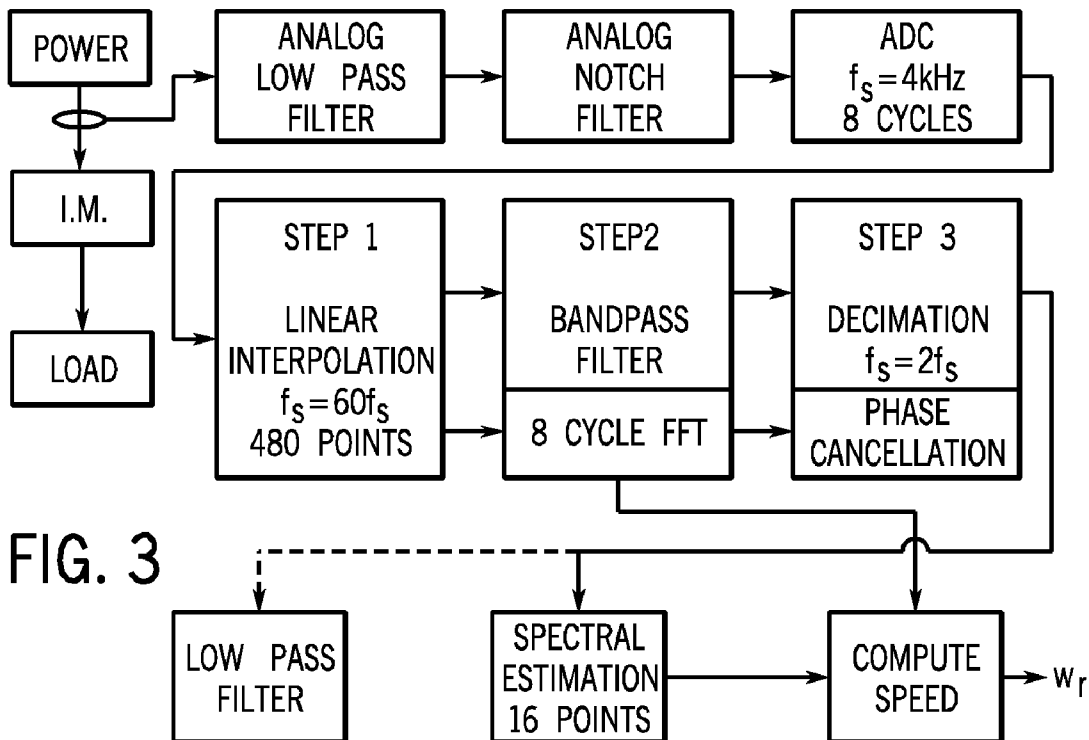 POWER
ANALOG
LOW PASS
FILTER
ANALOG
NOTCH
FILTER
ADC
fs=4kHz
8 CYCLES
I.M.
LOAD
STEP 1
LINEAR
INTERPOLATION
fs=60fs
480 POINTS
STEP2
BANDPASS
FILTER
8 CYCLE FFT
STEP 3
DECIMATION
fs=2fs
PHASE
CANCELLATION
FIG. 3
LOW PASS
FILTER
SPECTRAL
ESTIMATION
16 POINTS
COMPUTE
SPEED
wr